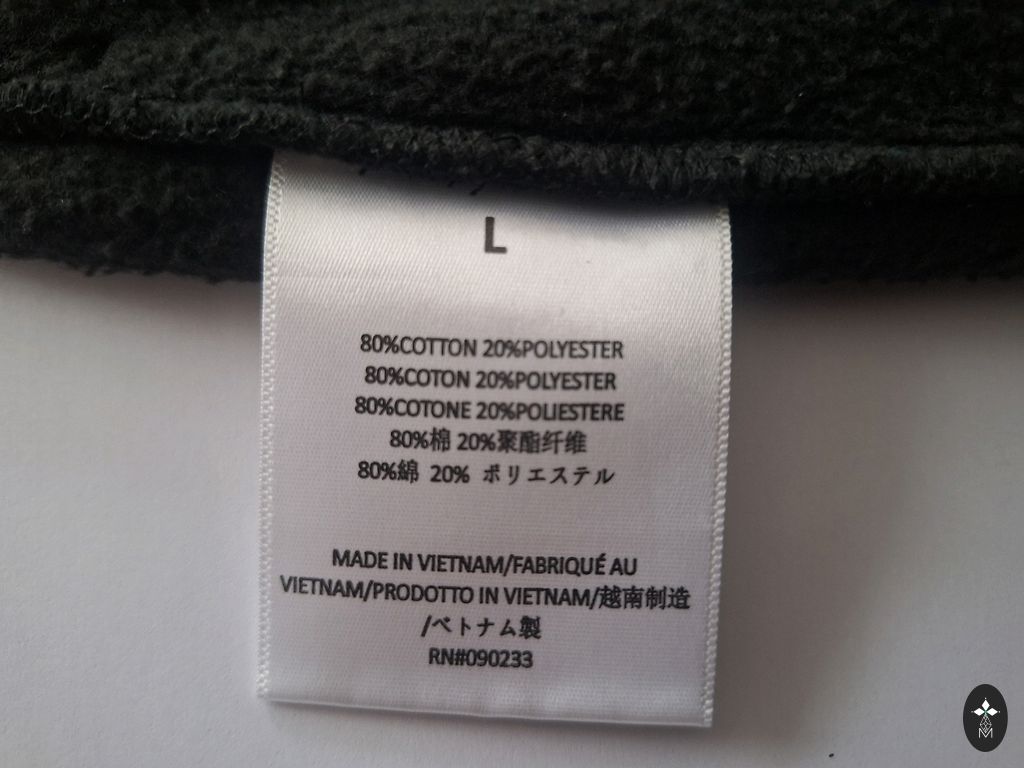 L
80%COTTON 20%POLYESTER
80%COTON 20%POLYESTER
80%COTONE 20%POLIESTERE
80%棉 20%聚酯纤维
80%綿 20% ポリエステル
MADE IN VIETNAM/FABRIQUÉ AU
VIETNAM/PRODOTTO IN VIETNAM/越南制造
/ベトナム製
RN#090233
M